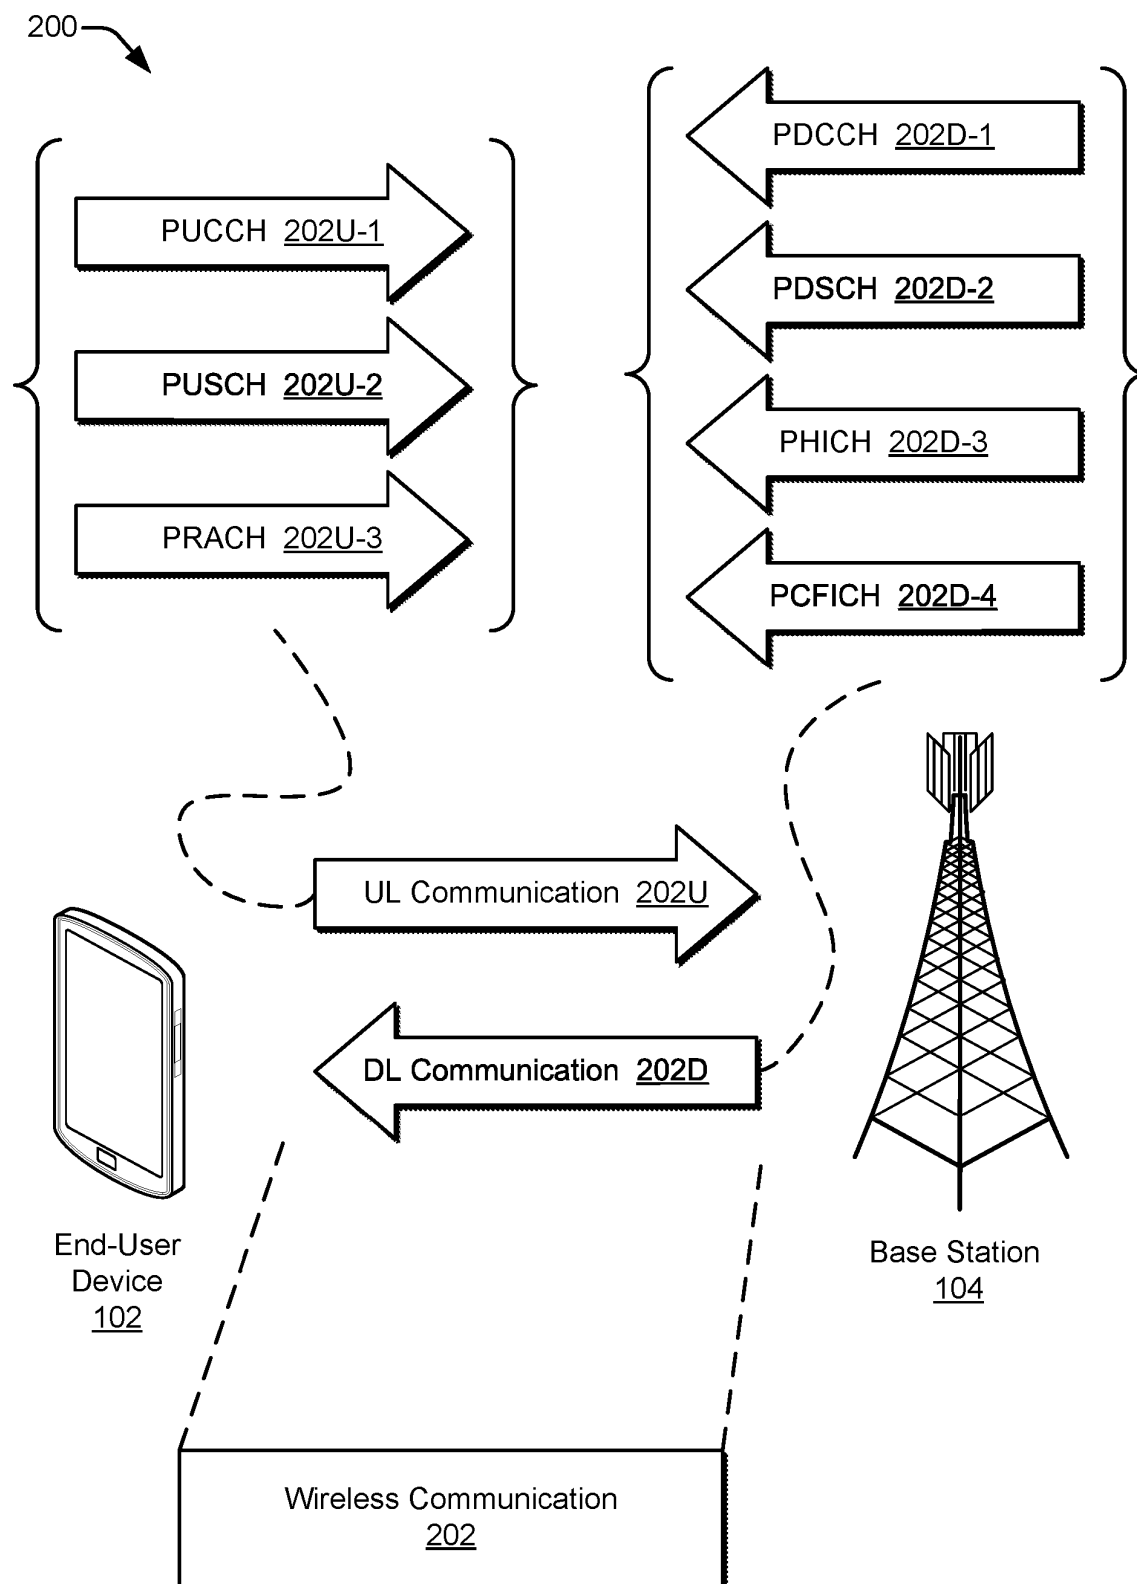 200
PDCCH 202D-1
PUCCH 202U-1
PDSCH 202D-2
PUSCH 202U-2
PHICH 202D-3
PRACH 202U-3
PCFICH 202D-4
UL Communication 202U
DL Communication 202D
End-User
Device
102
Base Station
104
Wireless Communication
202